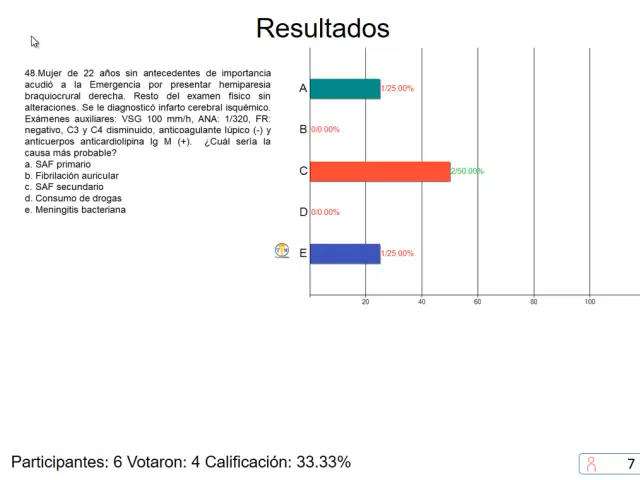 Resultados
48.Mujer de 22 años sin antecedentes de importancia
acudió a la Emergencia por presentar hemiparesia
braquiocrural derecha. Resto del examen fisico sin
alteraciones. Se le diagnosticó infarto cerebral isquémico.
Exámenes auxiliares: VSG 100 mm/h, ANA: 1/320, FR:
negativo, C3 y C4 disminuido, anticoagulante lúpico (-) y
anticuerpos anticardiolipina Ig M (+). ¿Cuál sería la
causa más probable?
a. SAF primario
b. Fibrilación auricular
c. SAF secundario
d. Consumo de drogas
e. Meningitis bacteriana
A 1/25.00%
B 0/0.00%
C 2/50.00%
D 0/0.00%
E 1/25.00%
20 40 60 80 100
Participantes: 6 Votaron: 4 Calificación: 33.33%
7